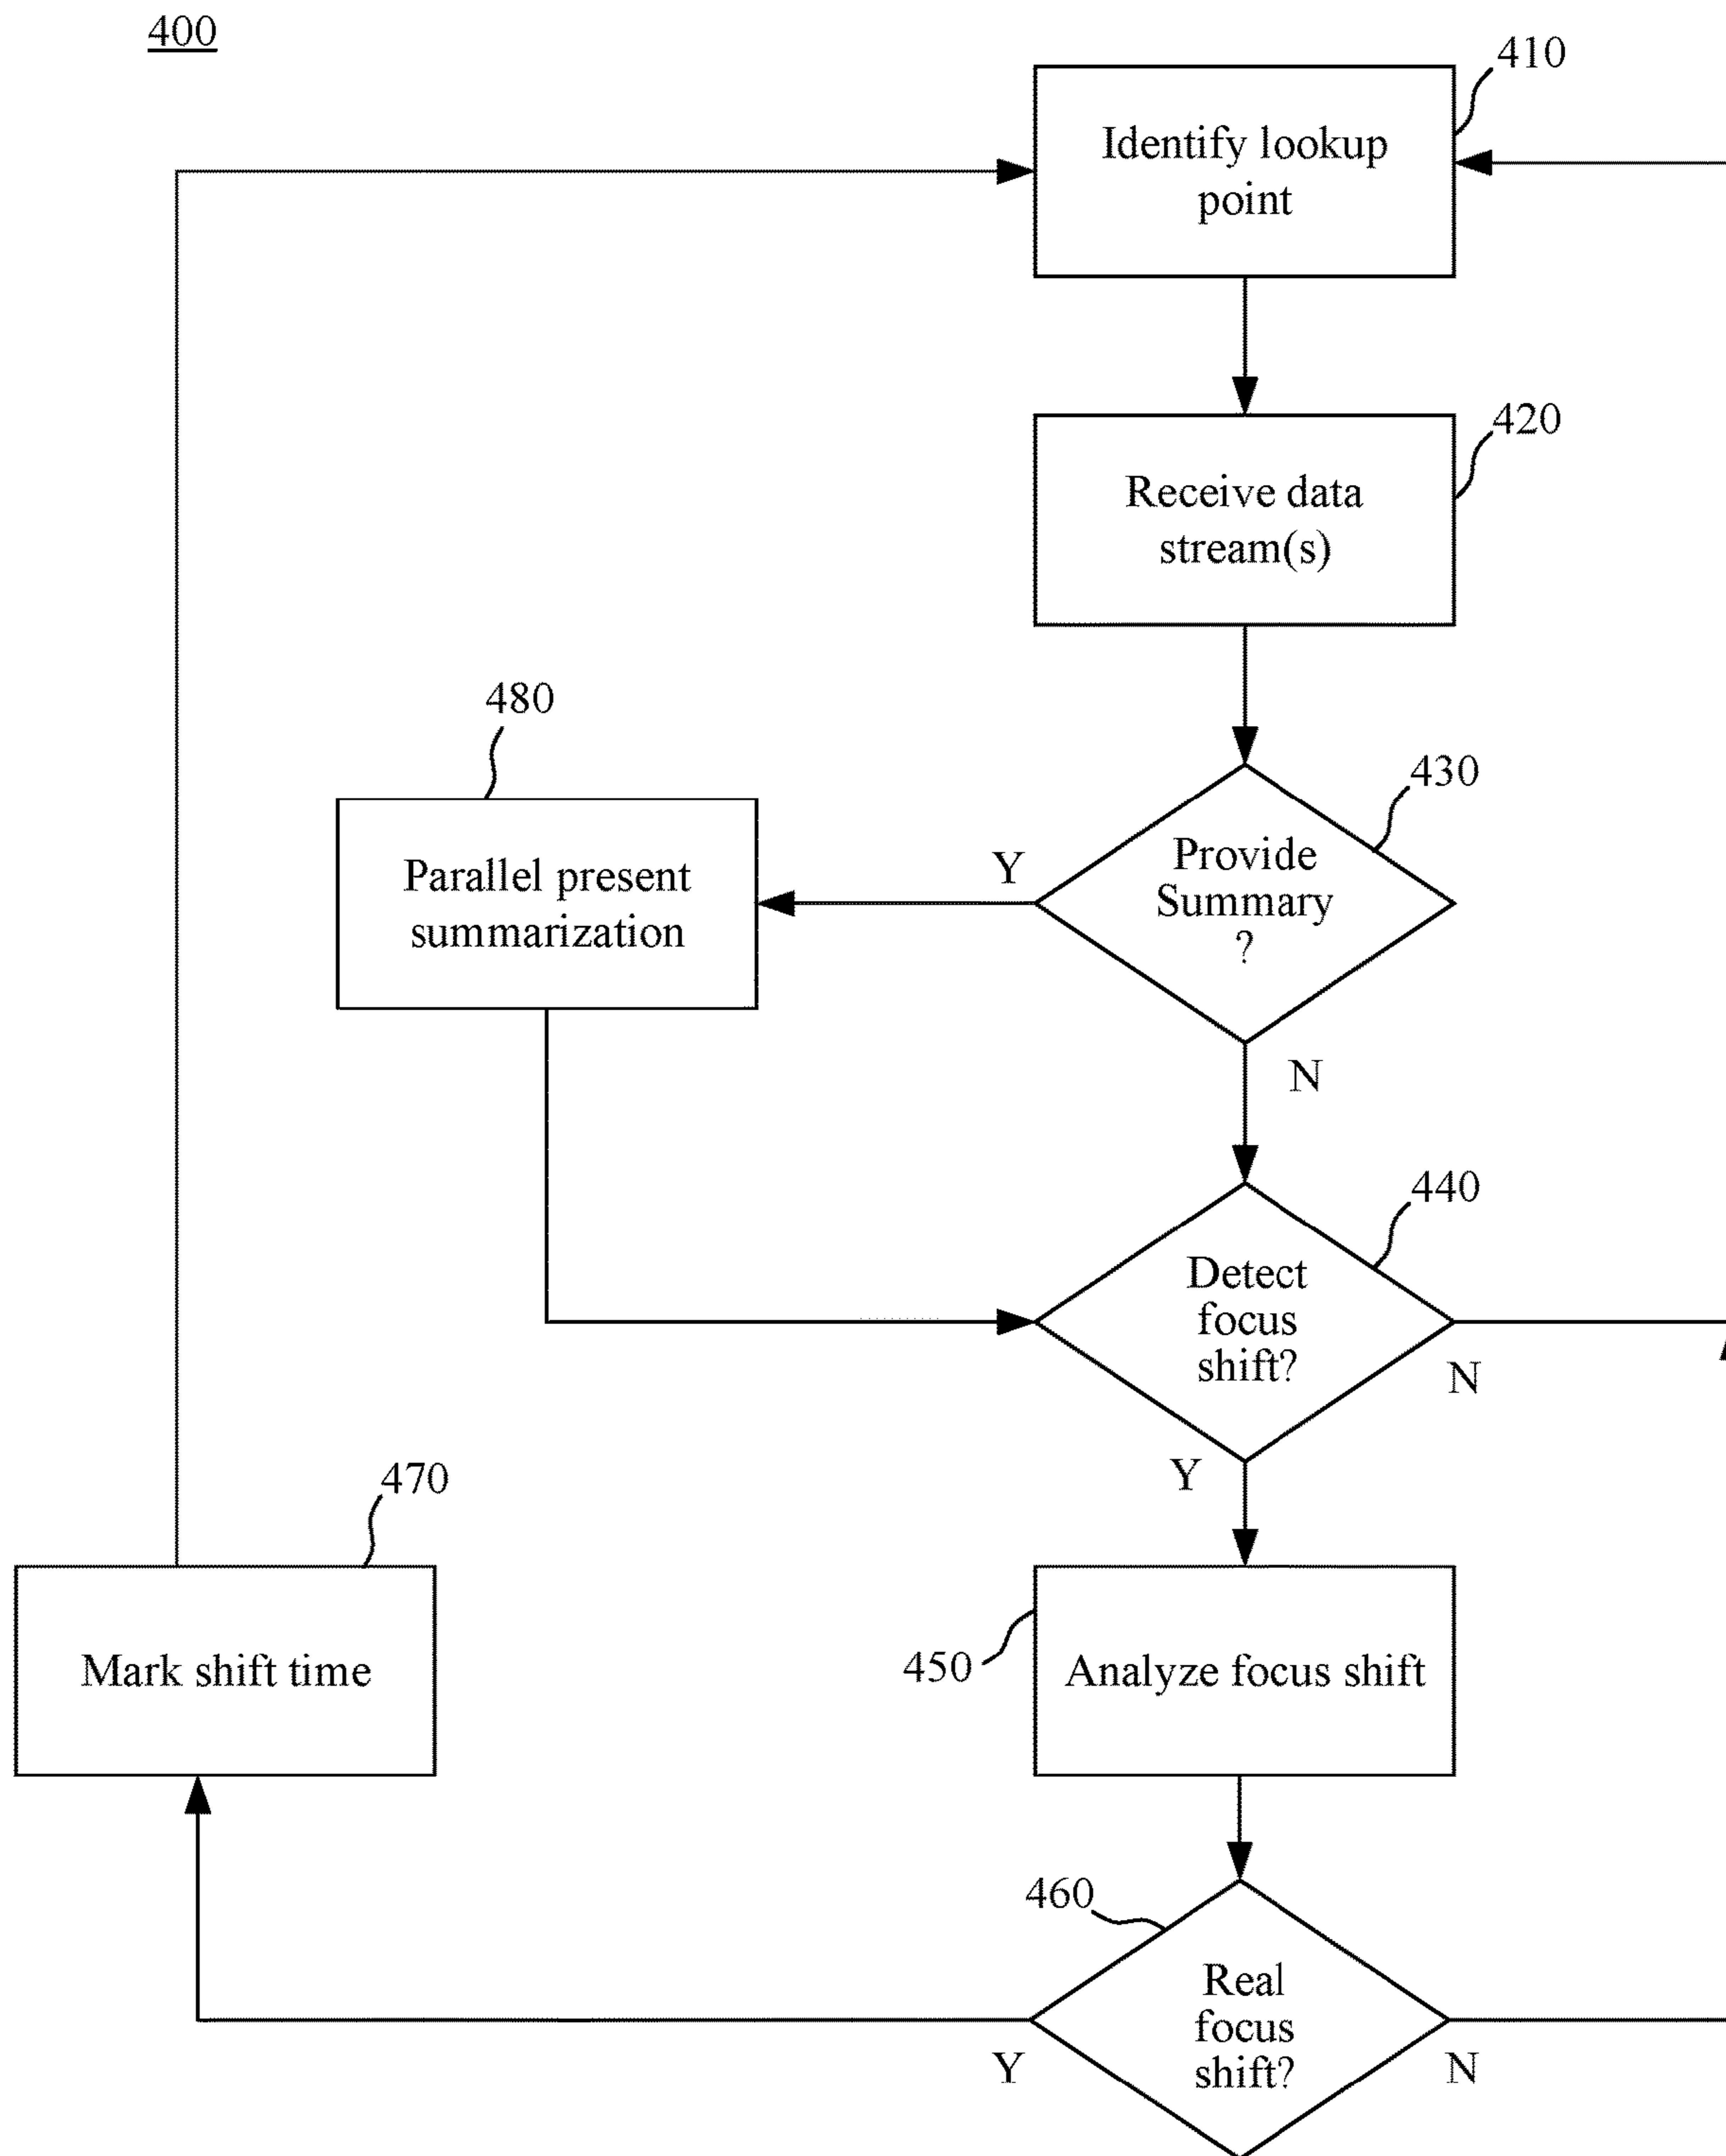 400
410
Identify lookup
point
420
Receive data
stream(s)
480
430
Provide
Summary
?
Y
Parallel present
summarization
N
440
Detect
focus
shift?
N
Y
470
Mark shift time
450
Analyze focus shift
460
Real
focus
shift?
Y
N